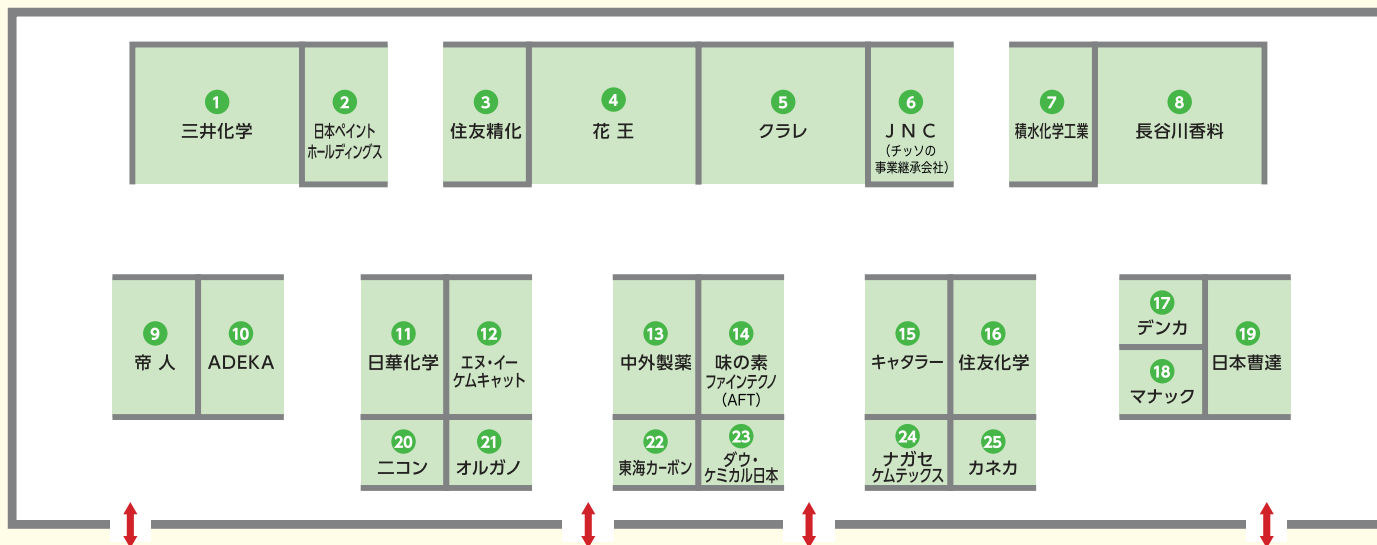 1
三井化学
2
日本ペイント
ホールディングス
3
住友精化
4
花 王
5
クラレ
6
ＪＮＣ
（チッソの
事業継承会社）
7
積水化学工業
8
長谷川香料
9
帝 人
10
ADEKA
11
日華化学
12
エヌ・イー
ケムキャット
13
中外製薬
14
味の素
ファインテクノ
（AFT）
15
キャタラー
16
住友化学
17
デンカ
18
マナック
19
日本曹達
20
ニコン
21
オルガノ
22
東海カーボン
23
ダウ・
ケミカル日本
24
ナガセ
ケムテックス
25
カネカ